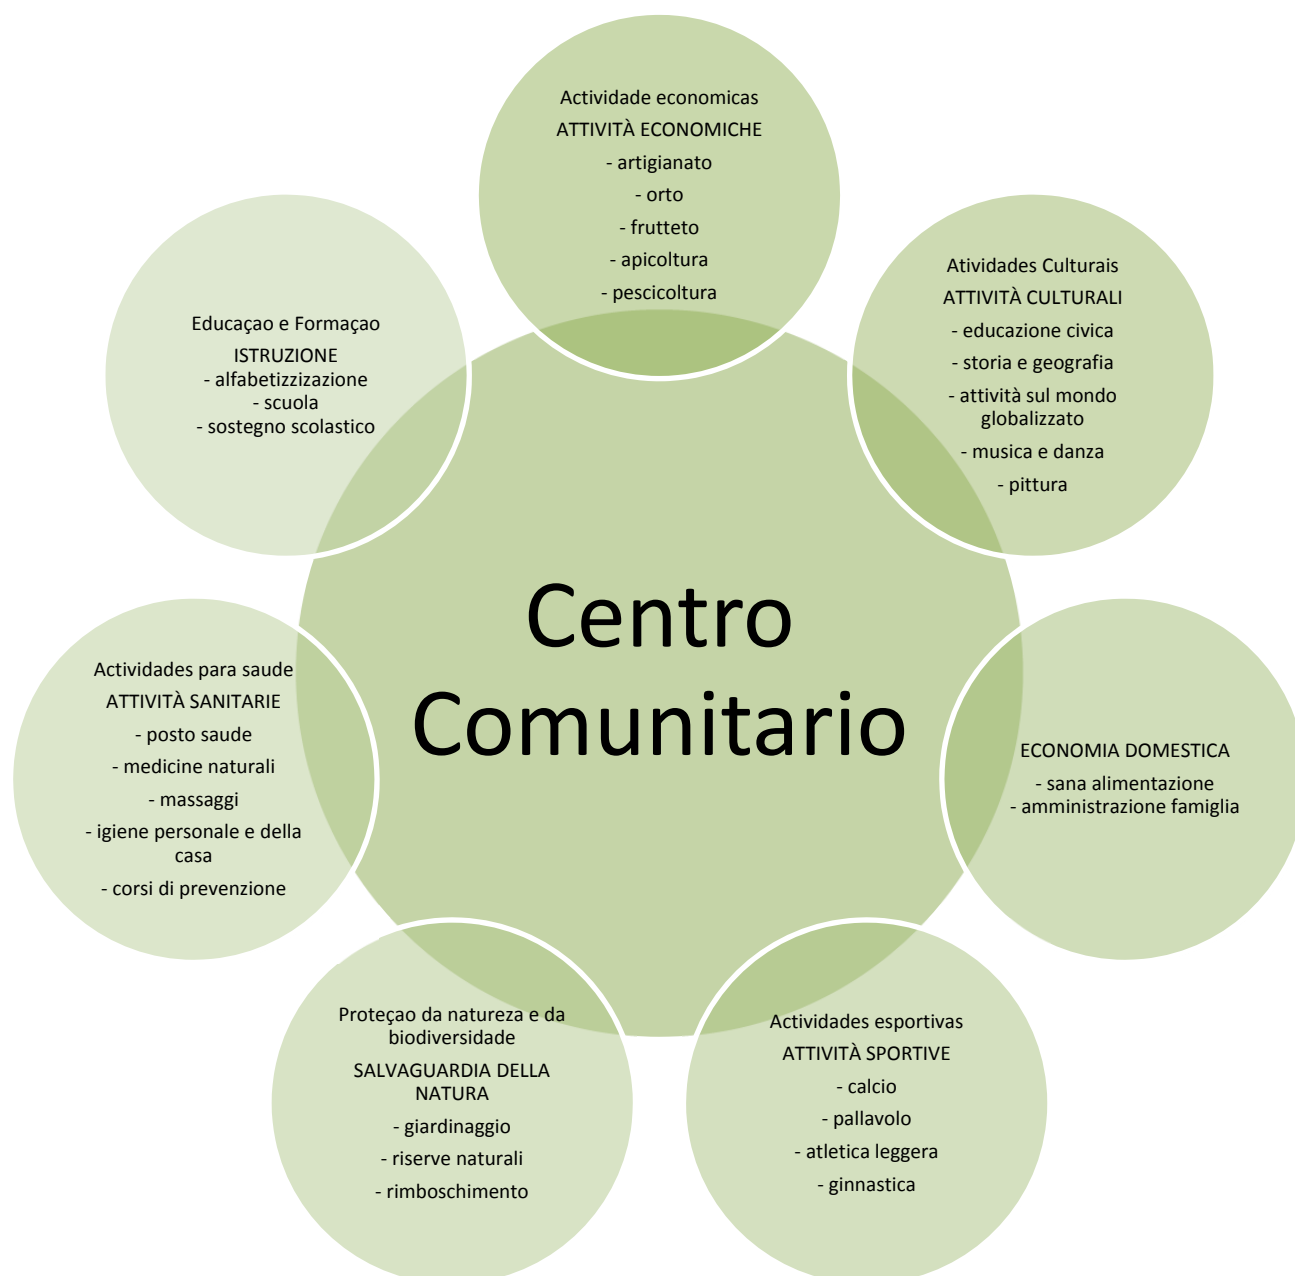 Actividade economicas
ATTIVITÀ ECONOMICHE
- artigianato
- orto
- frutteto
- apicoltura
- pescicoltura
Atividades Culturais
ATTIVITÀ CULTURALI
- educazione civica
- storia e geografia
- attività sul mondo
globalizzato
- musica e danza
- pittura
Educaçao e Formaçao
ISTRUZIONE
- alfabetizzizazione
- scuola
- sostegno scolastico
Centro
Comunitario
Actividades para saude
ATTIVITÀ SANITARIE
- posto saude
- medicine naturali
- massaggi
- igiene personale e della
casa
- corsi di prevenzione
ECONOMIA DOMESTICA
- sana alimentazione
- amministrazione famiglia
Proteçao da natureza e da
biodiversidade
SALVAGUARDIA DELLA
NATURA
- giardinaggio
- riserve naturali
- rimboschimento
Actividades esportivas
ATTIVITÀ SPORTIVE
- calcio
- pallavolo
- atletica leggera
- ginnastica